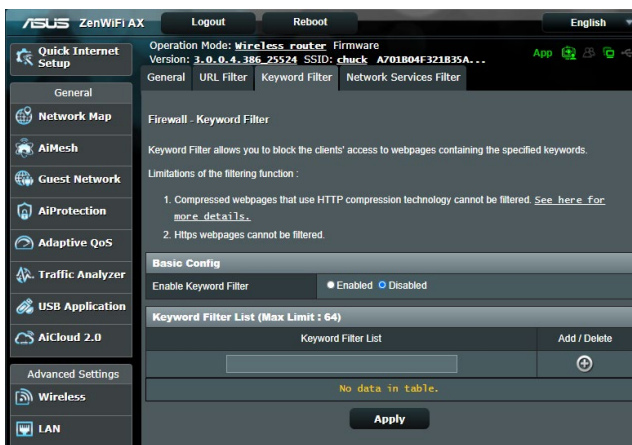 ASUS ZenWiFi AX
Logout
Reboot
English
Quick Internet
Setup
General
Network Map
AiMesh
Guest Network
AiProtection
Adaptive QoS
Traffic Analyzer
USB Application
AiCloud 2.0
Advanced Settings
Wireless
LAN
Operation Mode: Wireless router Firmware
Version: 3.0.0.4.386_25524 SSID: chuck A701B04F321B35A...
App
General
URL Filter
Keyword Filter
Network Services Filter
Firewall - Keyword Filter
Keyword Filter allows you to block the clients' access to webpages containing the specified keywords.
Limitations of the filtering function :
1. Compressed webpages that use HTTP compression technology cannot be filtered. See here for
more details.
2. Https webpages cannot be filtered.
Basic Config
Enable Keyword Filter
Enabled Disabled
Keyword Filter List (Max Limit : 64)
Keyword Filter List
Add / Delete
No data in table.
Apply